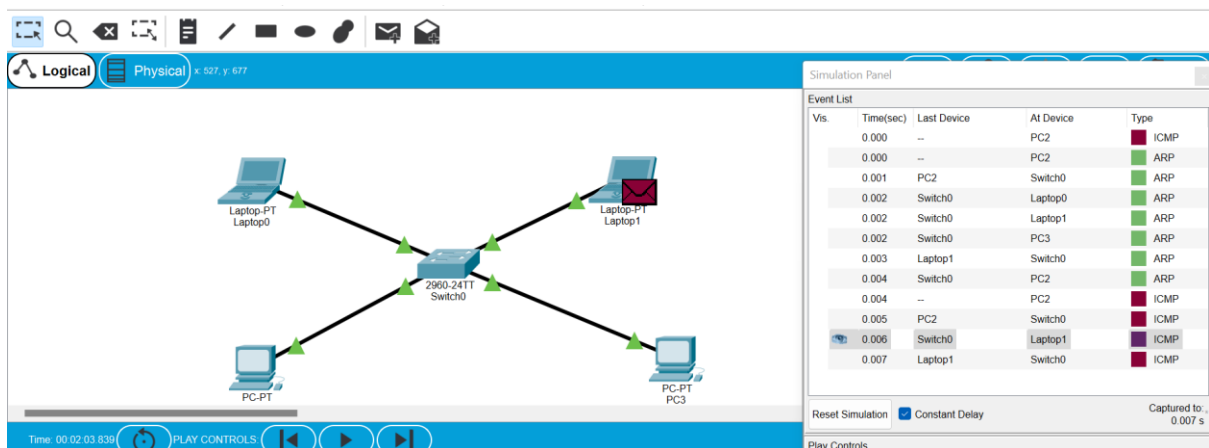 Logical
Physical
x: 527, y: 677
Simulation Panel
Event List
Vis. Time(sec) Last Device At Device Type
0.000 -- PC2 ICMP
0.000 -- PC2 ARP
0.001 PC2 Switch0 ARP
0.002 Switch0 Laptop0 ARP
0.002 Switch0 Laptop1 ARP
0.002 Switch0 PC3 ARP
0.003 Laptop1 Switch0 ARP
0.004 Switch0 PC2 ARP
0.004 -- PC2 ICMP
0.005 PC2 Switch0 ICMP
0.006 Switch0 Laptop1 ICMP
0.007 Laptop1 Switch0 ICMP
Laptop-PT
Laptop0
Laptop-PT
Laptop1
2960-24TT
Switch0
PC-PT
PC-PT
PC3
Reset Simulation Constant Delay
Captured to:
0.007 s
Time: 00:02:03.839 PLAY CONTROLS:
Play Controls